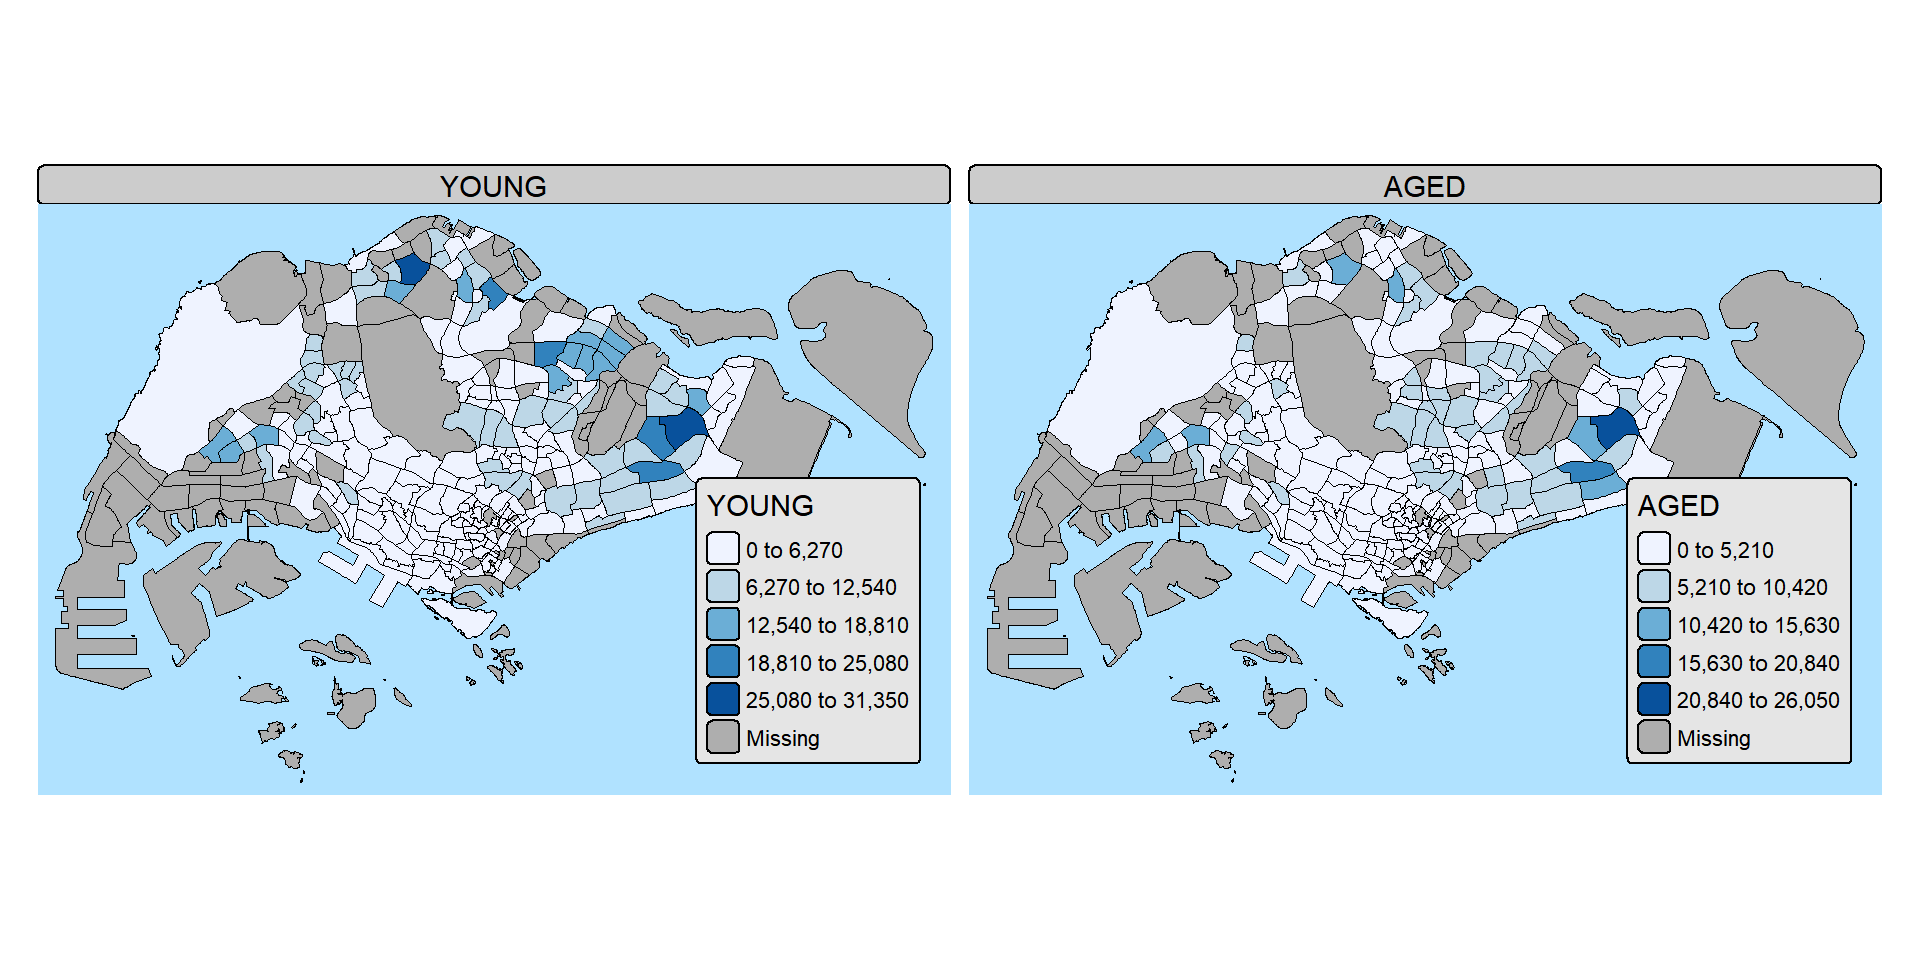 YOUNG
AGED
YOUNG
0 to 6,270
6,270 to 12,540
12,540 to 18,810
18,810 to 25,080
25,080 to 31,350
Missing
AGED
0 to 5,210
5,210 to 10,420
10,420 to 15,630
15,630 to 20,840
20,840 to 26,050
Missing